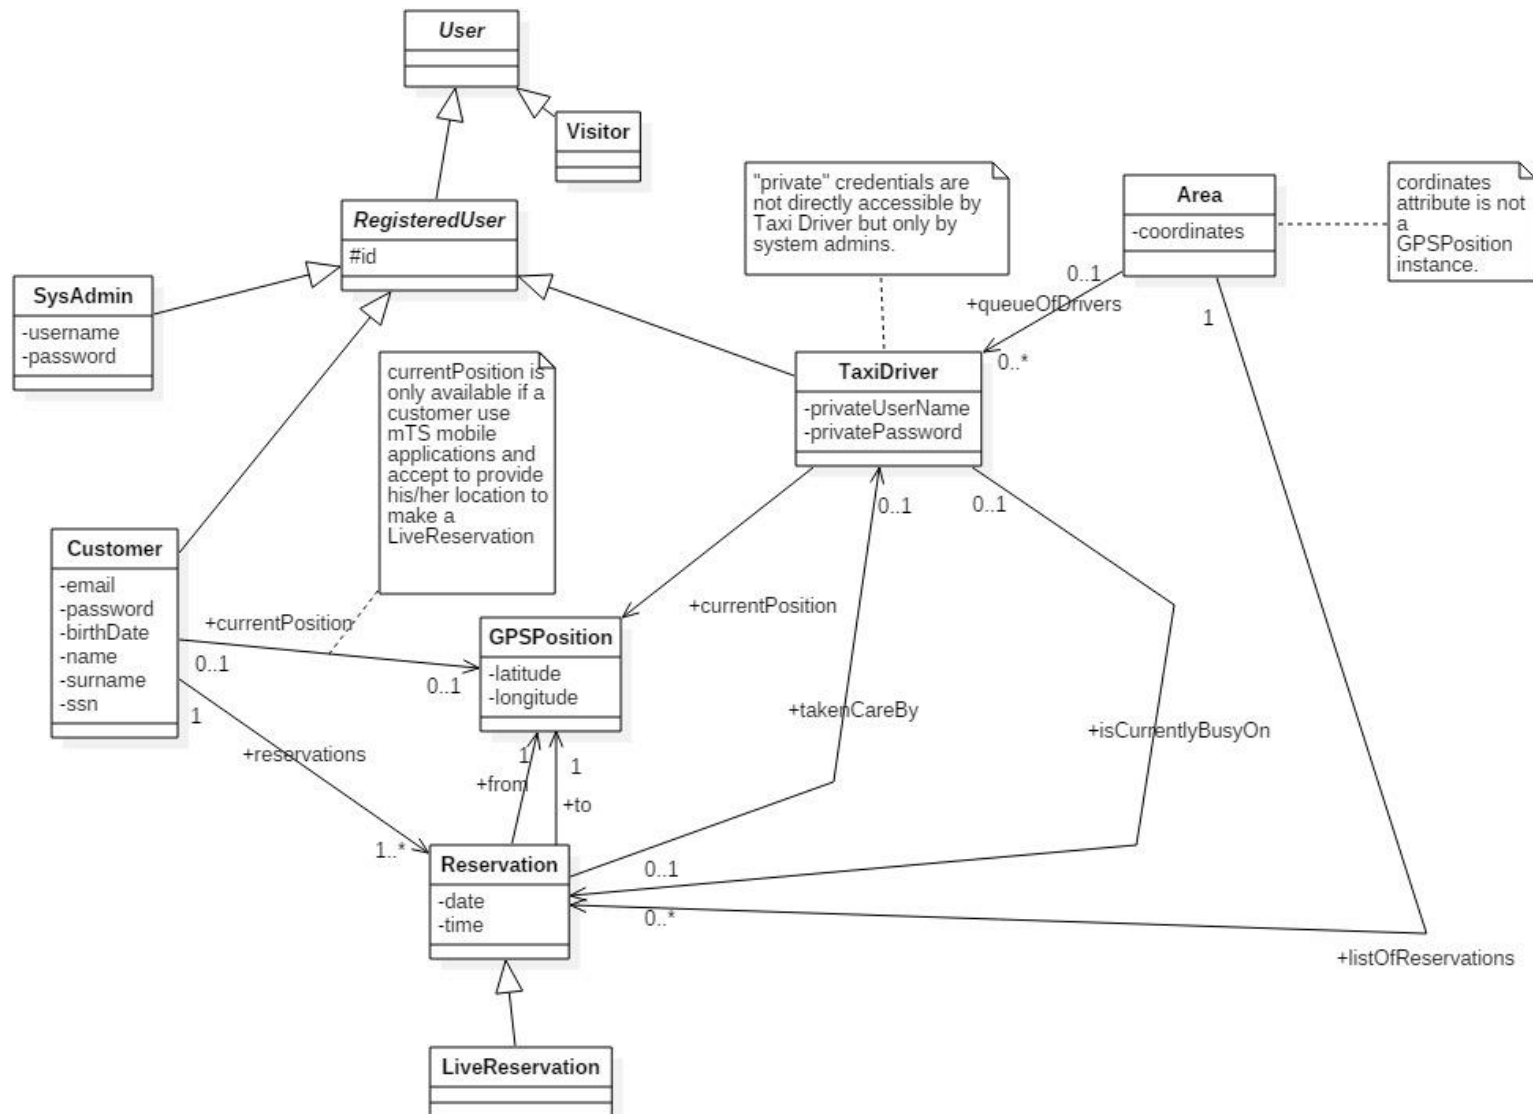 User
Visitor
RegisteredUser
#id
"private" credentials are
not directly accessible by
Taxi Driver but only by
system admins.
Area
-coordinates
cordinates
attribute is not
a
GPSPosition
instance.
SysAdmin
-username
-password
0..1
+queueOfDrivers
0..*
1
currentPosition is
only available if a
customer use
mTS mobile
applications and
accept to provide
his/her location to
make a
LiveReservation
TaxiDriver
-privateUserName
-privatePassword
0..1
0..1
Customer
-email
-password
-birthDate
-name
-surname
-ssn
+currentPosition
0..1
0..1
+currentPosition
GPSPosition
-latitude
-longitude
1
+reservations
1..*
1
+from
1
+to
+takenCareBy
+isCurrentlyBusyOn
Reservation
-date
-time
0..1
0..*
+listOfReservations
LiveReservation